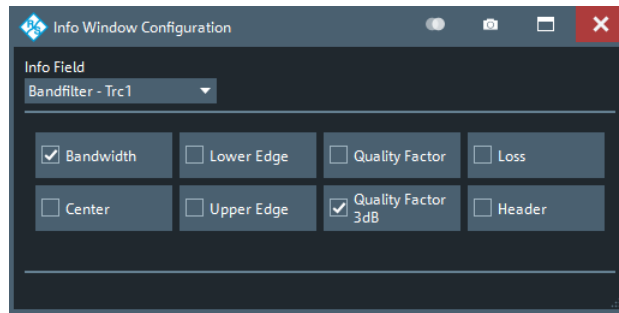 Info Window Configuration
Info Field
Bandfilter - Trc1
Bandwidth
Lower Edge
Quality Factor
Loss
Center
Upper Edge
Quality Factor
3dB
Header